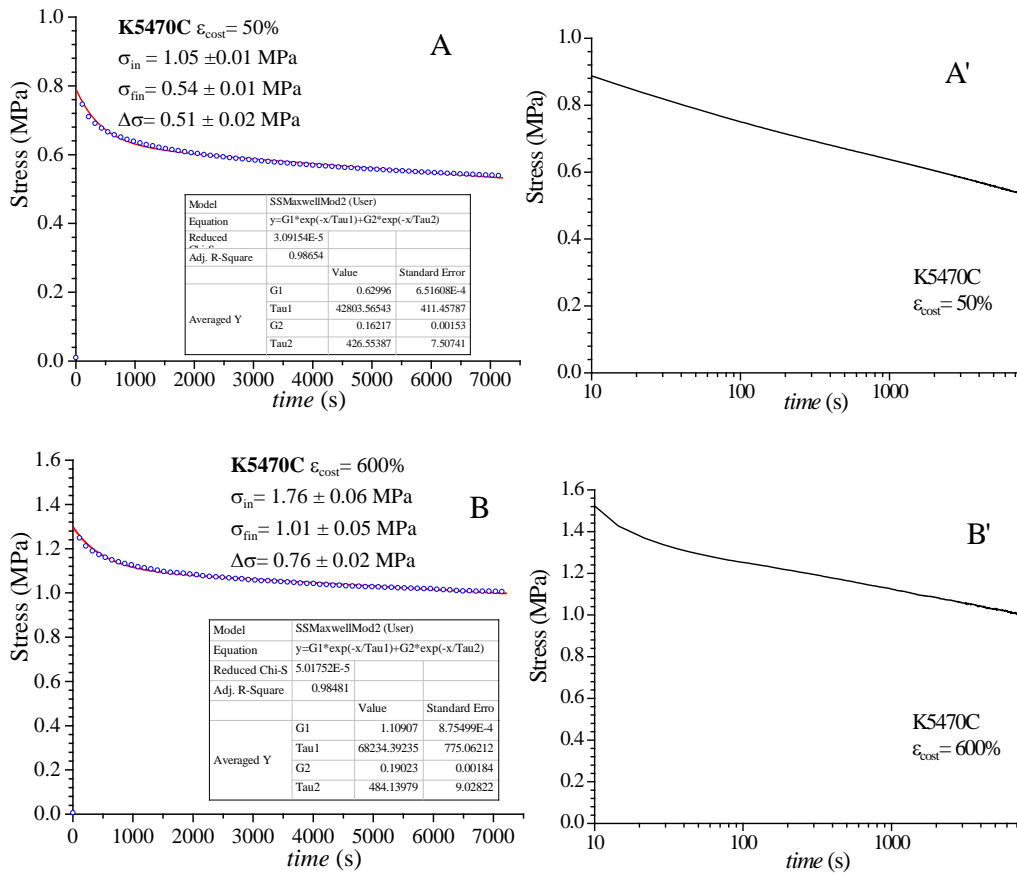 K5470C εcost= 50%
σin = 1.05 ±0.01 MPa
σfin = 0.54 ± 0.01 MPa
Δσ= 0.51 ± 0.02 MPa
A
Stress (MPa)
1.0
0.8
0.6
0.4
0.2
0.0
Model SSMaxwellMod2 (User)
Equation y=G1*exp(-x/Tau1)+G2*exp(-x/Tau2)
Reduced 3.09154E-5
Adj. R-Square 0.98654
Value Standard Error
Averaged Y
G1 0.62996 6.51608E-4
Tau1 42803.56543 411.45787
G2 0.16217 0.00153
Tau2 426.55387 7.50741
0 1000 2000 3000 4000 5000 6000 7000
time (s)
A'
Stress (MPa)
1.0
0.8
0.6
0.4
0.2
0.0
K5470C
εcost= 50%
10 100 1000
time (s)
K5470C εcost= 600%
σin= 1.76 ± 0.06 MPa
σfin= 1.01 ± 0.05 MPa
Δσ= 0.76 ± 0.02 MPa
B
Stress (MPa)
1.6
1.4
1.2
1.0
0.8
0.6
0.4
0.2
0.0
Model SSMaxwellMod2 (User)
Equation y=G1*exp(-x/Tau1)+G2*exp(-x/Tau2)
Reduced Chi-S 5.01752E-5
Adj. R-Square 0.98481
Value Standard Erro
Averaged Y
G1 1.10907 8.75499E-4
Tau1 68234.39235 775.06212
G2 0.19023 0.00184
Tau2 484.13979 9.02822
0 1000 2000 3000 4000 5000 6000 7000
time (s)
B'
Stress (MPa)
1.6
1.4
1.2
1.0
0.8
0.6
0.4
0.2
0.0
K5470C
εcost= 600%
10 100 1000
time (s)